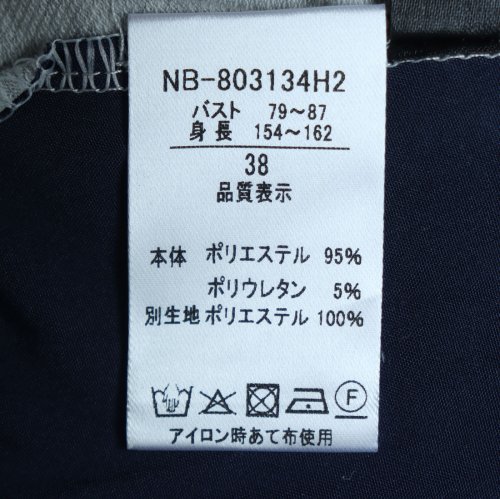 NB-803134H2
バスト 79～87
身長 154～162
38
品質表示
本体 ポリエステル 95%
ポリウレタン 5%
別生地 ポリエステル 100%
F
アイロン時あて布使用